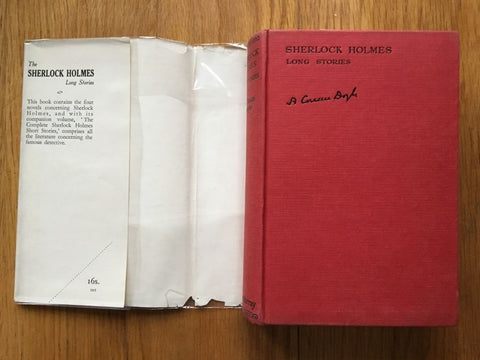 The
SHERLOCK HOLMES
Long Stories
This book contains the four
novels concerning Sherlock
Holmes, and with its
companion volume, 'The
Complete Sherlock Holmes
Short Stories,' comprises all
the literature concerning the
famous detective.
16s.
net
SHERLOCK HOLMES
LONG STORIES
A Conan Doyle